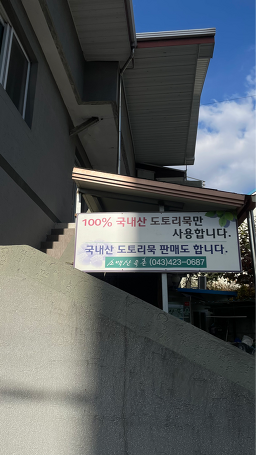 100% 국내산 도토리묵만
사용합니다.
국내산 도토리묵 판매도 합니다.
(043)423-0687